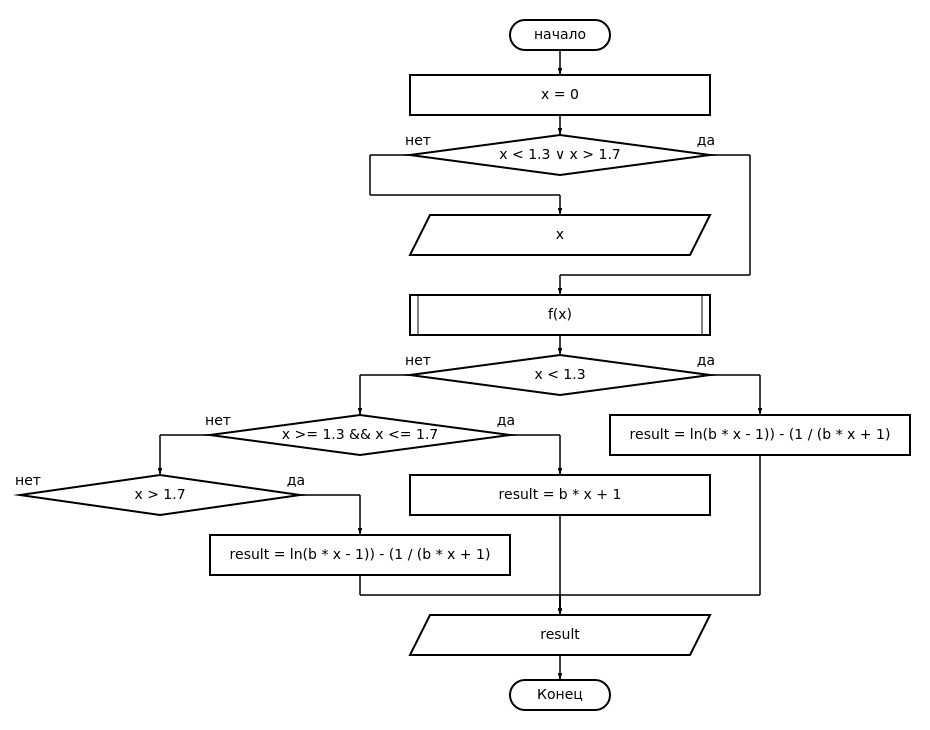 начало
x = 0
нет
да
x < 1.3 ∨ x > 1.7
x
f(x)
нет
да
x < 1.3
нет
да
x >= 1.3 && x <= 1.7
result = ln(b * x - 1)) - (1 / (b * x + 1)
нет
да
x > 1.7
result = b * x + 1
result = ln(b * x - 1)) - (1 / (b * x + 1)
result
Конец